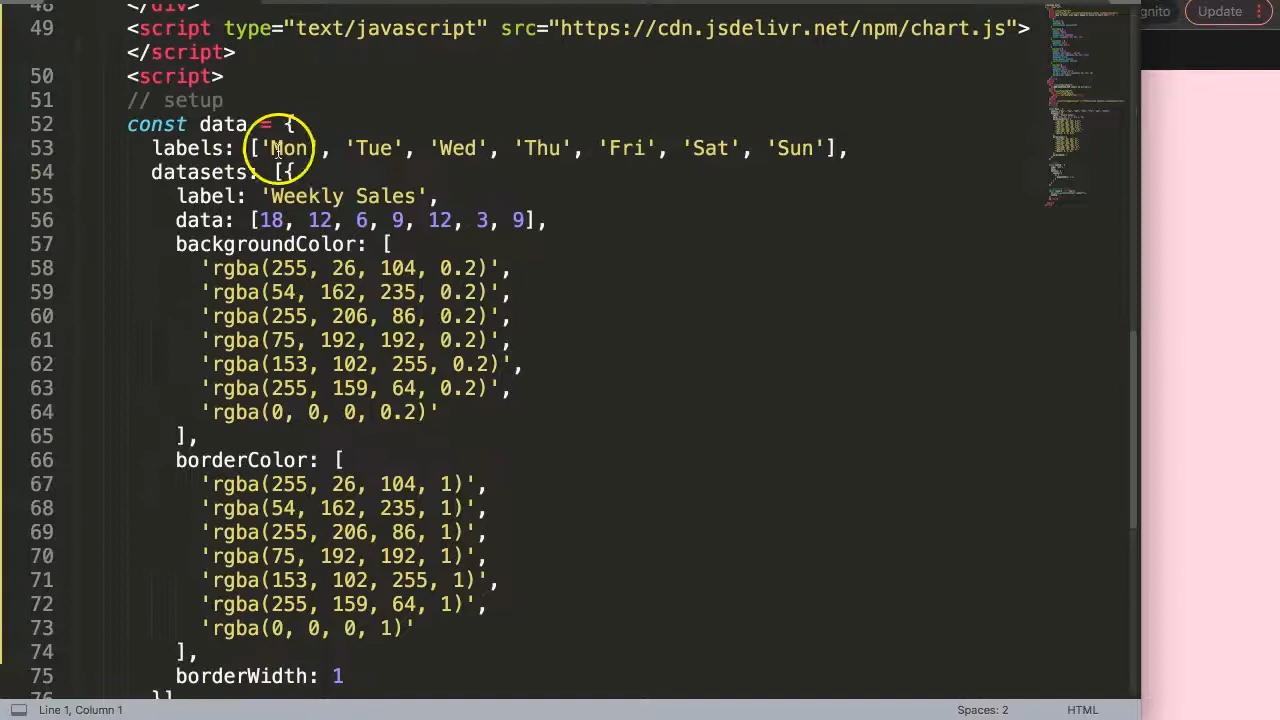 48 </div>
49 <script type="text/javascript" src="https://cdn.jsdelivr.net/npm/chart.js">
</script>
50 <script>
51 // setup
52 const data = {
53 labels: ['Mon', 'Tue', 'Wed', 'Thu', 'Fri', 'Sat', 'Sun'],
54 datasets: [{
55 label: 'Weekly Sales',
56 data: [18, 12, 6, 9, 12, 3, 9],
57 backgroundColor: [
58 'rgba(255, 26, 104, 0.2)',
59 'rgba(54, 162, 235, 0.2)',
60 'rgba(255, 206, 86, 0.2)',
61 'rgba(75, 192, 192, 0.2)',
62 'rgba(153, 102, 255, 0.2)',
63 'rgba(255, 159, 64, 0.2)',
64 'rgba(0, 0, 0, 0.2)'
65 ],
66 borderColor: [
67 'rgba(255, 26, 104, 1)',
68 'rgba(54, 162, 235, 1)',
69 'rgba(255, 206, 86, 1)',
70 'rgba(75, 192, 192, 1)',
71 'rgba(153, 102, 255, 1)',
72 'rgba(255, 159, 64, 1)',
73 'rgba(0, 0, 0, 1)'
74 ],
75 borderWidth: 1
76 }]
Line 1, Column 1
Spaces: 2
HTML
Update